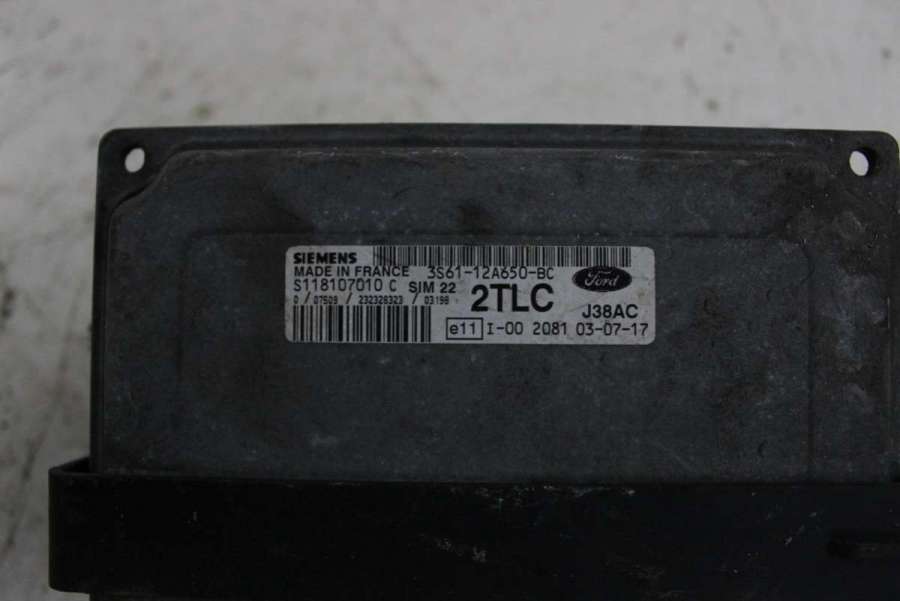 SIEMENS
MADE IN FRANCE 3S61-12A650-BC
S118107010 C SIM 22 2TLC Ford
0 / 07509 / 232328323 / 03198 J38AC
e11 I-00 2081 03-07-17